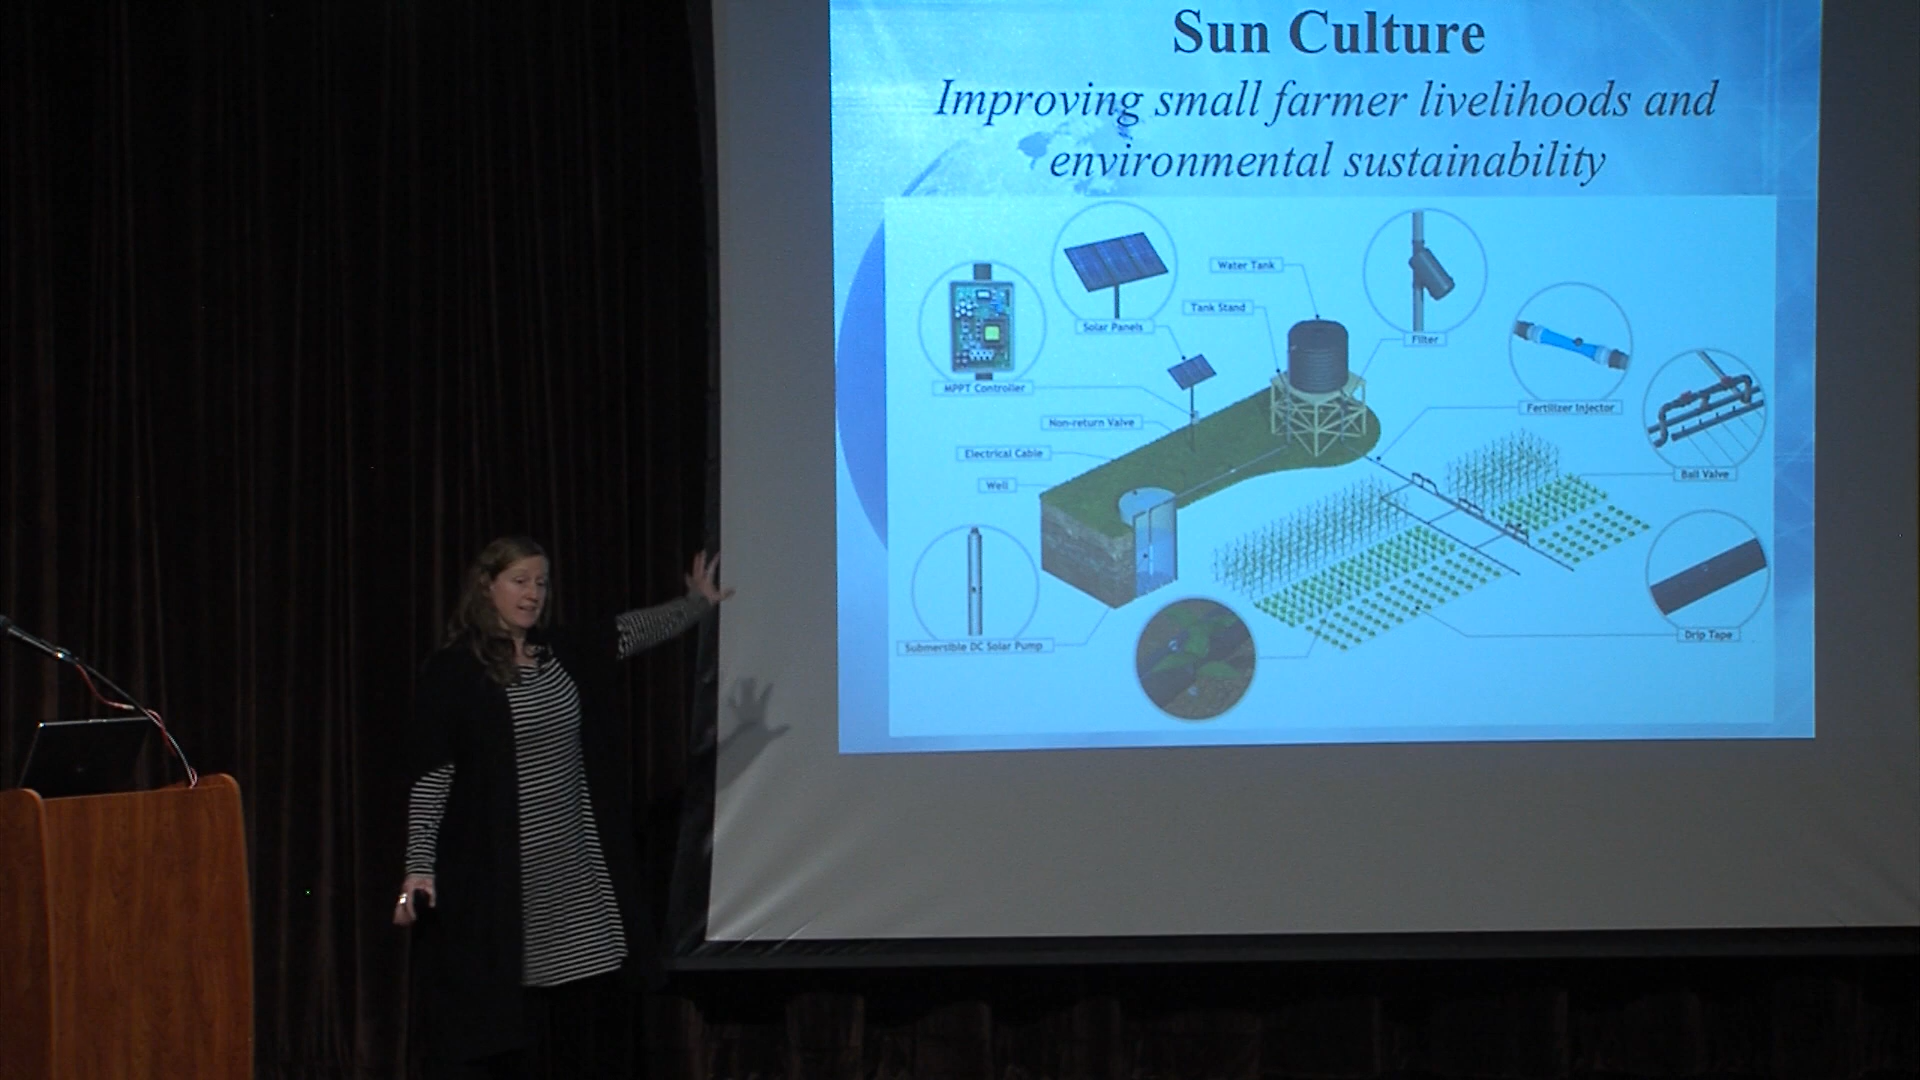 Sun Culture
Improving small farmer livelihoods and
environmental sustainability
Water Tank
Tank Stand
Solar Panels
Filter
MPPT Controller
Fertilizer Injector
Non-return Valve
Electrical Cable
Ball Valve
Well
Drip Tape
Submersible DC Solar Pump